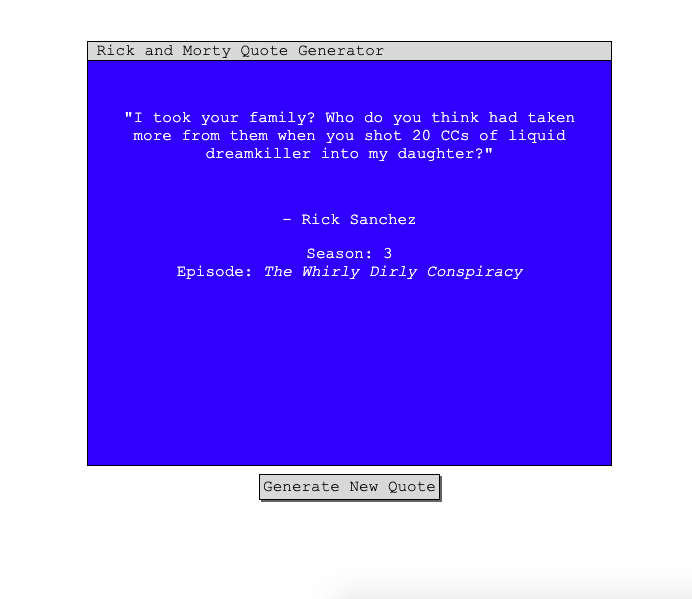 Rick and Morty Quote Generator
"I took your family? Who do you think had taken
more from them when you shot 20 CCs of liquid
dreamkiller into my daughter?"
- Rick Sanchez
Season: 3
Episode: The Whirly Dirly Conspiracy
Generate New Quote